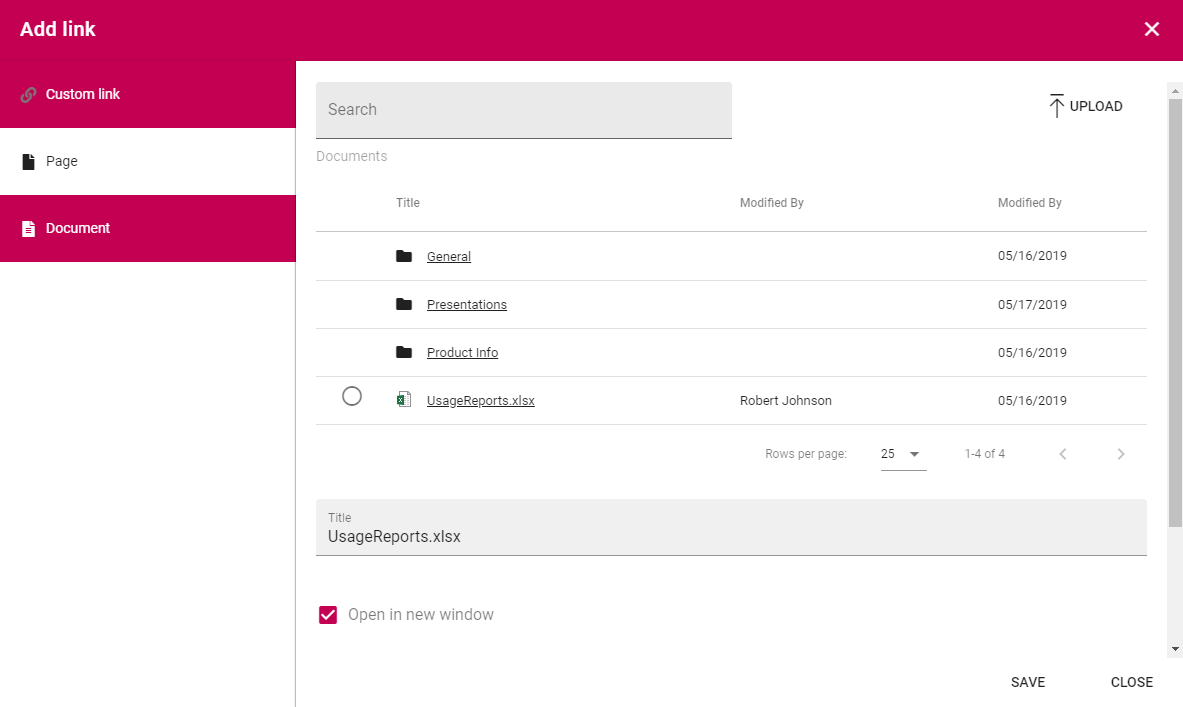 Add link
Custom link
Page
Document
Search
UPLOAD
Documents
Title Modified By Modified By
General 05/16/2019
Presentations 05/17/2019
Product Info 05/16/2019
UsageReports.xlsx Robert Johnson 05/16/2019
Rows per page: 25 1-4 of 4
Title
UsageReports.xlsx
Open in new window
SAVE CLOSE